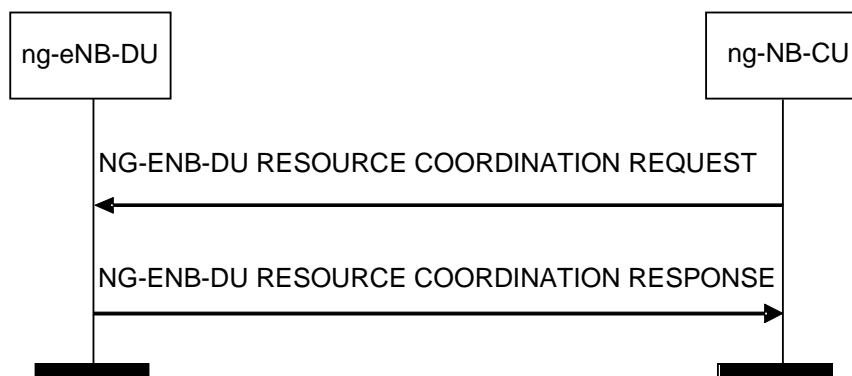 ng-eNB-DU
ng-NB-CU
NG-ENB-DU RESOURCE COORDINATION REQUEST
NG-ENB-DU RESOURCE COORDINATION RESPONSE